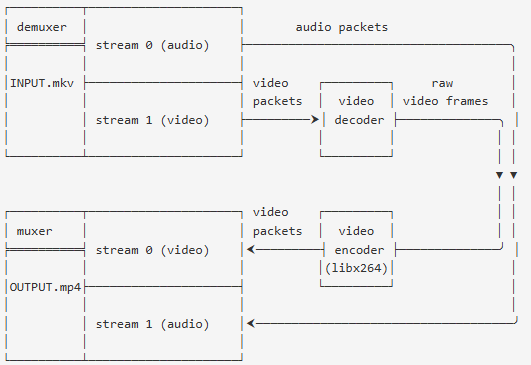 demuxer
stream 0 (audio)
audio packets
INPUT.mkv
video
packets
raw
video frames
stream 1 (video)
video
decoder
muxer
stream 0 (video)
video
packets
video
encoder
(libx264)
OUTPUT.mp4
stream 1 (audio)